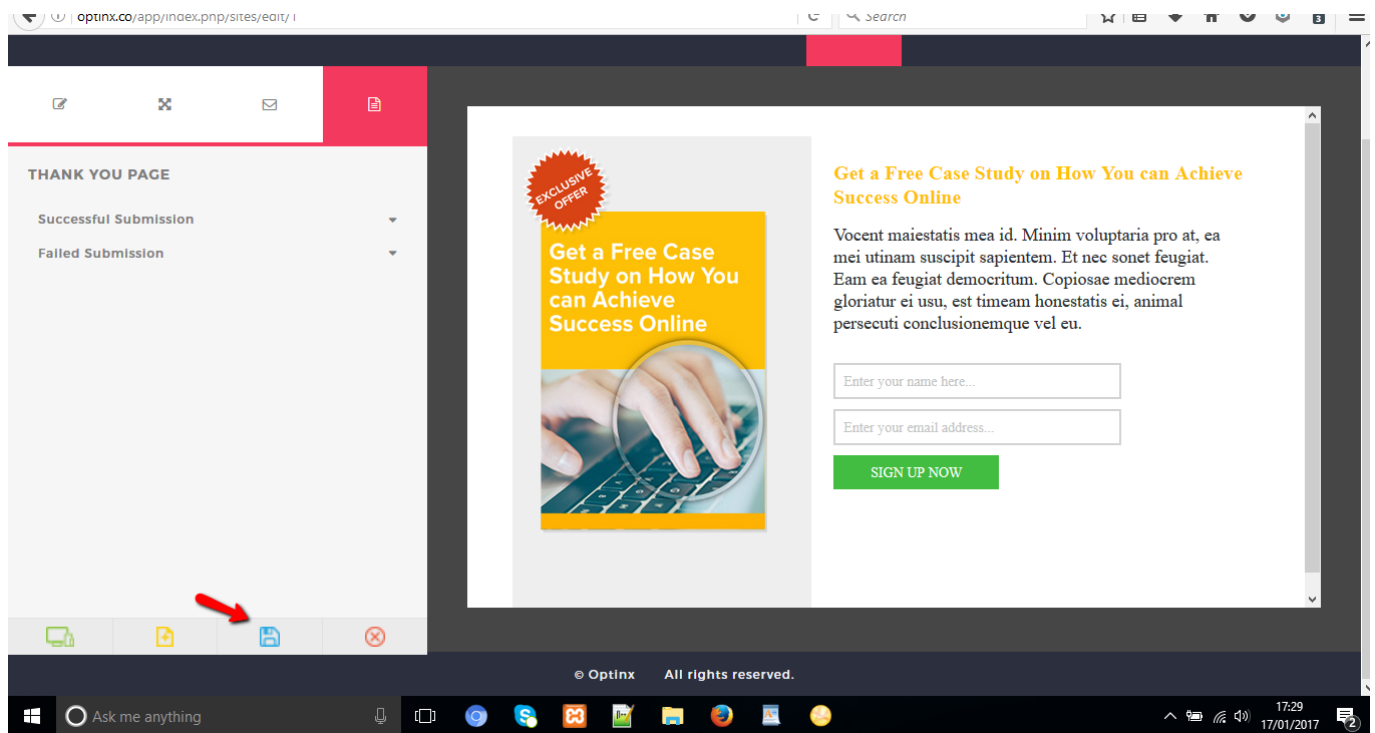 optinx.co/app/index.php/sites/edit/1
Search
3
THANK YOU PAGE
Successful Submission
Failed Submission
EXCLUSIVE
OFFER
Get a Free Case
Study on How You
can Achieve
Success Online
Get a Free Case Study on How You can Achieve
Success Online
Vocent maiestatis mea id. Minim voluptaria pro at, ea
mei utinam suscipit sapientem. Et nec sonet feugiat.
Eam ea feugiat democritum. Copiosae mediocrem
gloriatur ei usu, est timeam honestatis ei, animal
persecuti conclusionemque vel eu.
Enter your name here...
Enter your email address...
SIGN UP NOW
© Optinx All rights reserved.
Ask me anything
17:29
17/01/2017
2